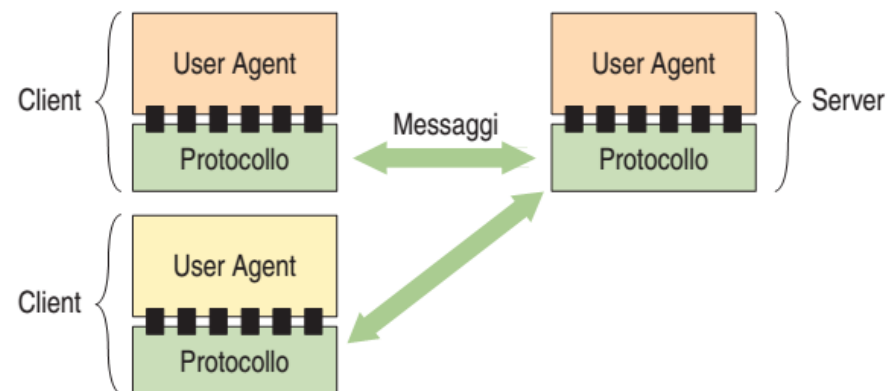 User Agent
User Agent
Client
Server
Messaggi
Protocollo
Protocollo
User Agent
Client
Protocollo